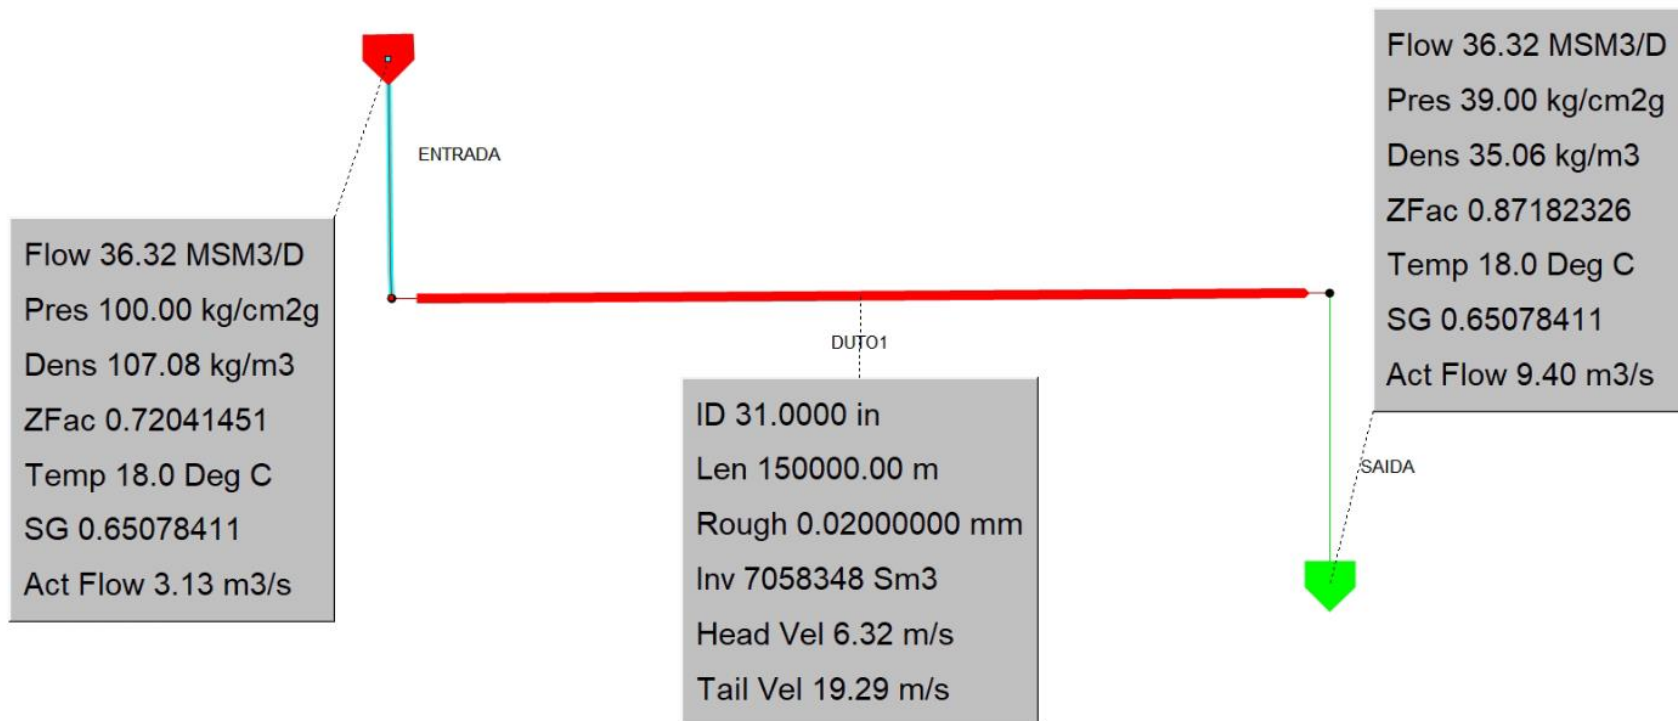 ENTRADA
Flow 36.32 MSM3/D
Pres 100.00 kg/cm2g
Dens 107.08 kg/m3
ZFac 0.72041451
Temp 18.0 Deg C
SG 0.65078411
Act Flow 3.13 m3/s
DUTO1
ID 31.0000 in
Len 150000.00 m
Rough 0.02000000 mm
Inv 7058348 Sm3
Head Vel 6.32 m/s
Tail Vel 19.29 m/s
Flow 36.32 MSM3/D
Pres 39.00 kg/cm2g
Dens 35.06 kg/m3
ZFac 0.87182326
Temp 18.0 Deg C
SG 0.65078411
Act Flow 9.40 m3/s
SAIDA